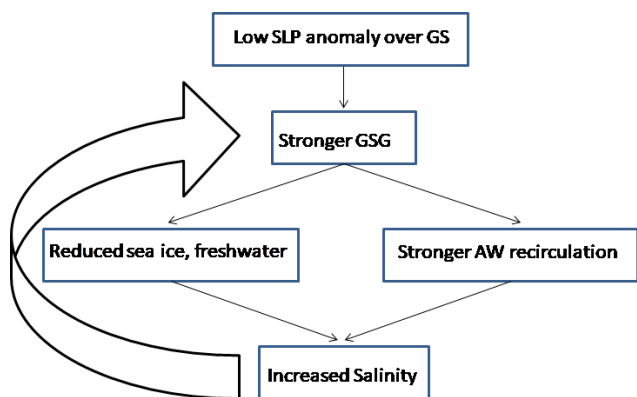 Low SLP anomaly over GS
Stronger GSG
Reduced sea ice, freshwater
Stronger AW recirculation
Increased Salinity